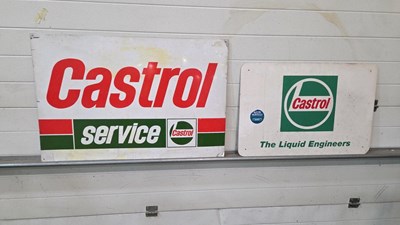 Castrol
service Castrol
Castrol
The Liquid Engineers